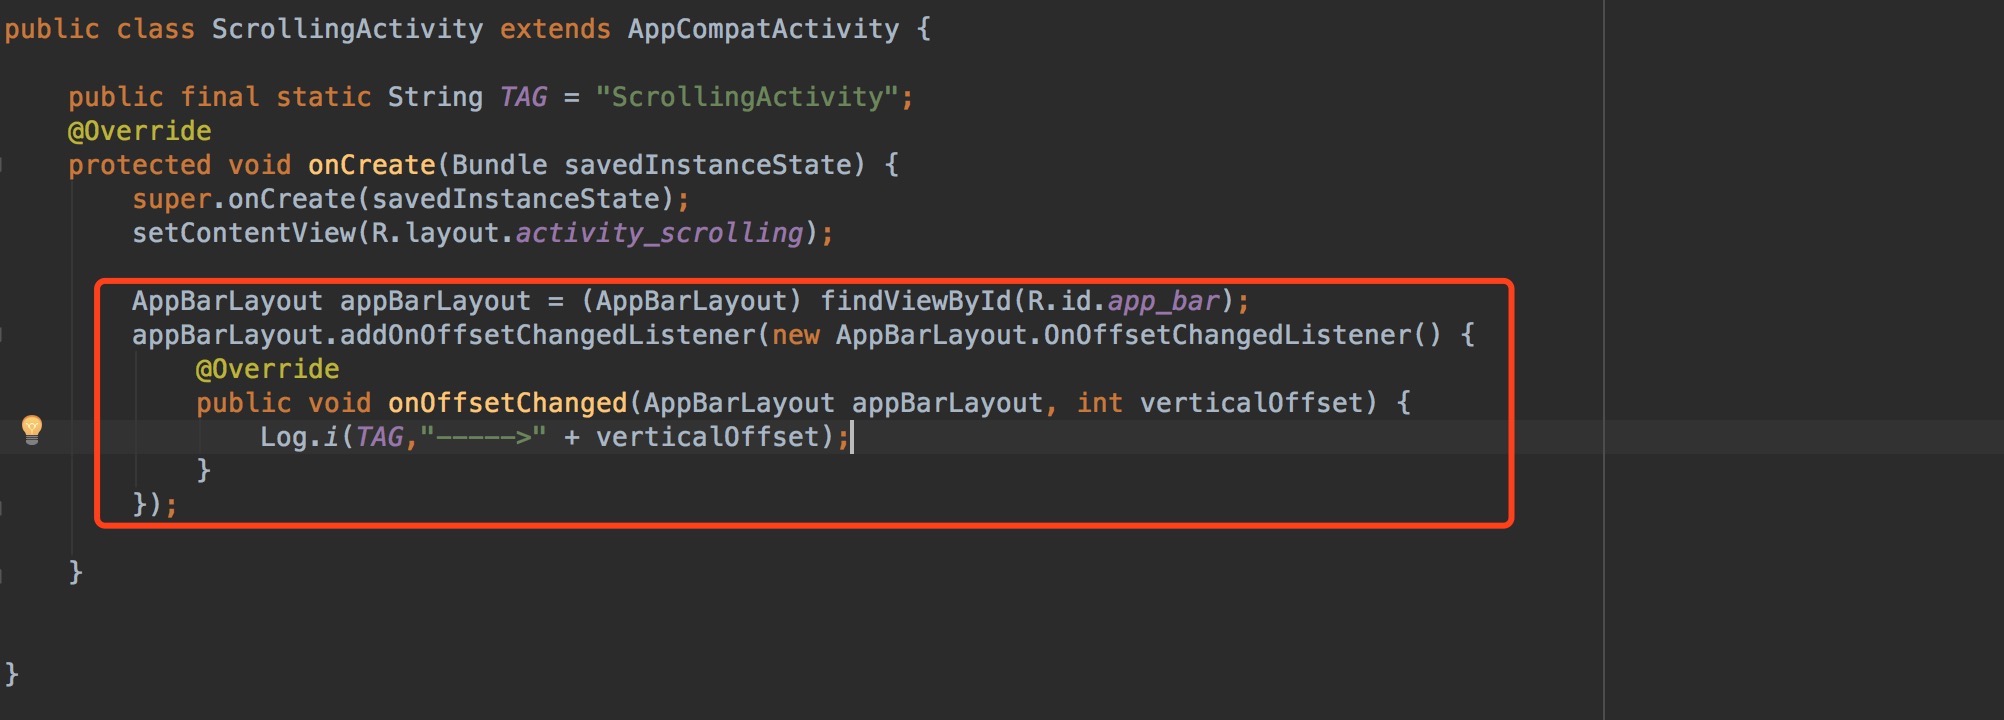 public class ScrollingActivity extends AppCompatActivity {
public final static String TAG = "ScrollingActivity";
@Override
protected void onCreate(Bundle savedInstanceState) {
super.onCreate(savedInstanceState);
setContentView(R.layout.activity_scrolling);
AppBarLayout appBarLayout = (AppBarLayout) findViewById(R.id.app_bar);
appBarLayout.addOnOffsetChangedListener(new AppBarLayout.OnOffsetChangedListener() {
@Override
public void onOffsetChanged(AppBarLayout appBarLayout, int verticalOffset) {
Log.i(TAG,"----->" + verticalOffset);
}
});
}
}